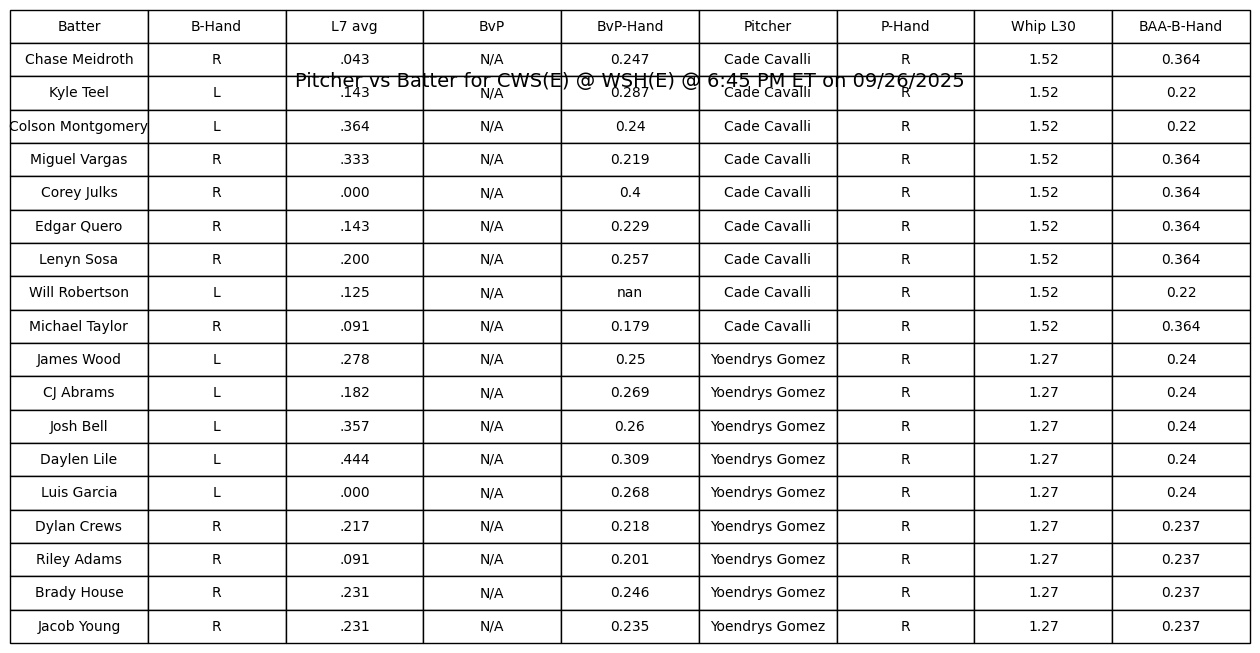 Batter B-Hand L7 avg BvP BvP-Hand Pitcher P-Hand Whip L30 BAA-B-Hand
Chase Meidroth R .043 N/A 0.247 Cade Cavalli R 1.52 0.364
Pitcher vs Batter for CWS(E) @ WSH(E) @ 6:45 PM ET on 09/26/2025
Kyle Teel L .143 N/A 0.287 Cade Cavalli R 1.52 0.22
Colson Montgomery L .364 N/A 0.24 Cade Cavalli R 1.52 0.22
Miguel Vargas R .333 N/A 0.219 Cade Cavalli R 1.52 0.364
Corey Julks R .000 N/A 0.4 Cade Cavalli R 1.52 0.364
Edgar Quero R .143 N/A 0.229 Cade Cavalli R 1.52 0.364
Lenyn Sosa R .200 N/A 0.257 Cade Cavalli R 1.52 0.364
Will Robertson L .125 N/A nan Cade Cavalli R 1.52 0.22
Michael Taylor R .091 N/A 0.179 Cade Cavalli R 1.52 0.364
James Wood L .278 N/A 0.25 Yoendrys Gomez R 1.27 0.24
CJ Abrams L .182 N/A 0.269 Yoendrys Gomez R 1.27 0.24
Josh Bell L .357 N/A 0.26 Yoendrys Gomez R 1.27 0.24
Daylen Lile L .444 N/A 0.309 Yoendrys Gomez R 1.27 0.24
Luis Garcia L .000 N/A 0.268 Yoendrys Gomez R 1.27 0.24
Dylan Crews R .217 N/A 0.218 Yoendrys Gomez R 1.27 0.237
Riley Adams R .091 N/A 0.201 Yoendrys Gomez R 1.27 0.237
Brady House R .231 N/A 0.246 Yoendrys Gomez R 1.27 0.237
Jacob Young R .231 N/A 0.235 Yoendrys Gomez R 1.27 0.237